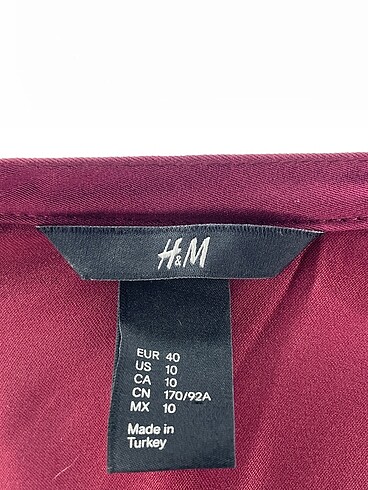 H&M
EUR 40
US 10
CA 10
CN 170/92A
MX 10
Made in
Turkey